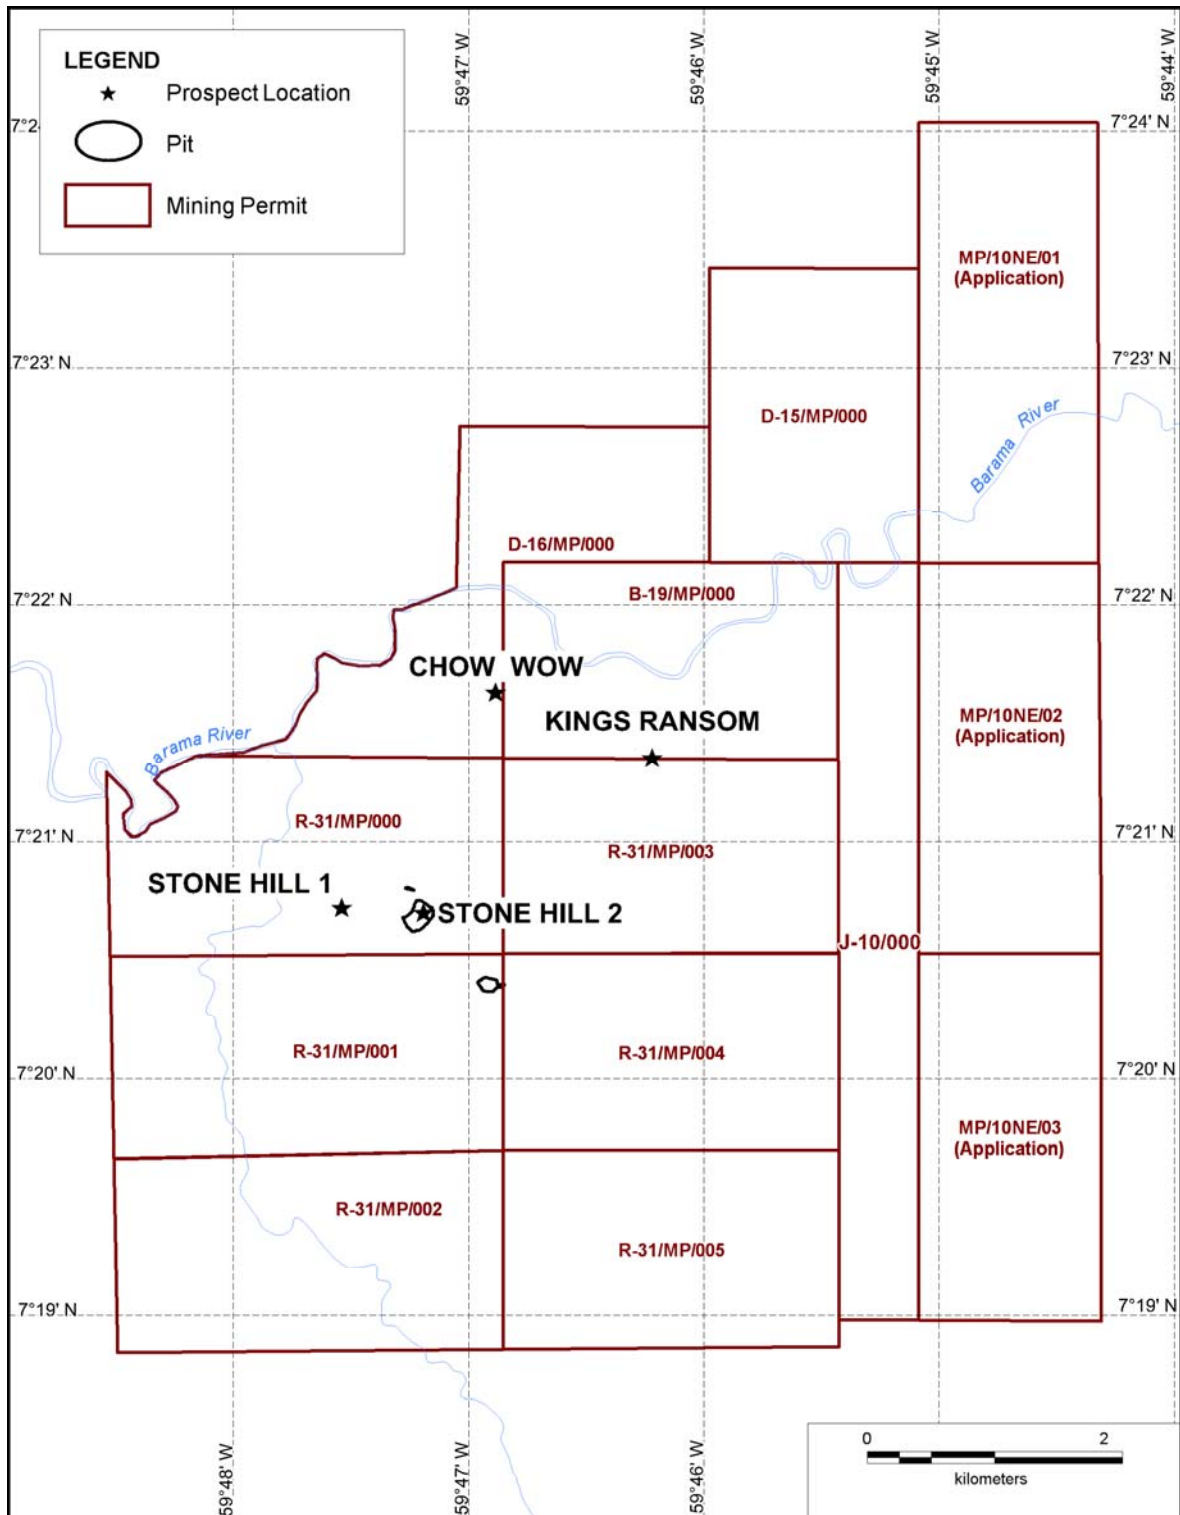 LEGEND
Prospect Location
Pit
Mining Permit
59°47' W
59°46' W
59°45' W
59°44' W
7°2
7°24' N
MP/10NE/01
(Application)
7°23' N
7°23' N
D-15/MP/000
Barama River
D-16/MP/000
B-19/MP/000
7°22' N
7°22' N
CHOW WOW
KINGS RANSOM
MP/10NE/02
(Application)
Barama River
R-31/MP/000
7°21' N
7°21' N
R-31/MP/003
STONE HILL 1
STONE HILL 2
J-10/000
R-31/MP/001
R-31/MP/004
7°20' N
7°20' N
MP/10NE/03
(Application)
R-31/MP/002
R-31/MP/005
7°19' N
7°19' N
59°48' W
59°47' W
59°46' W
0 2
kilometers